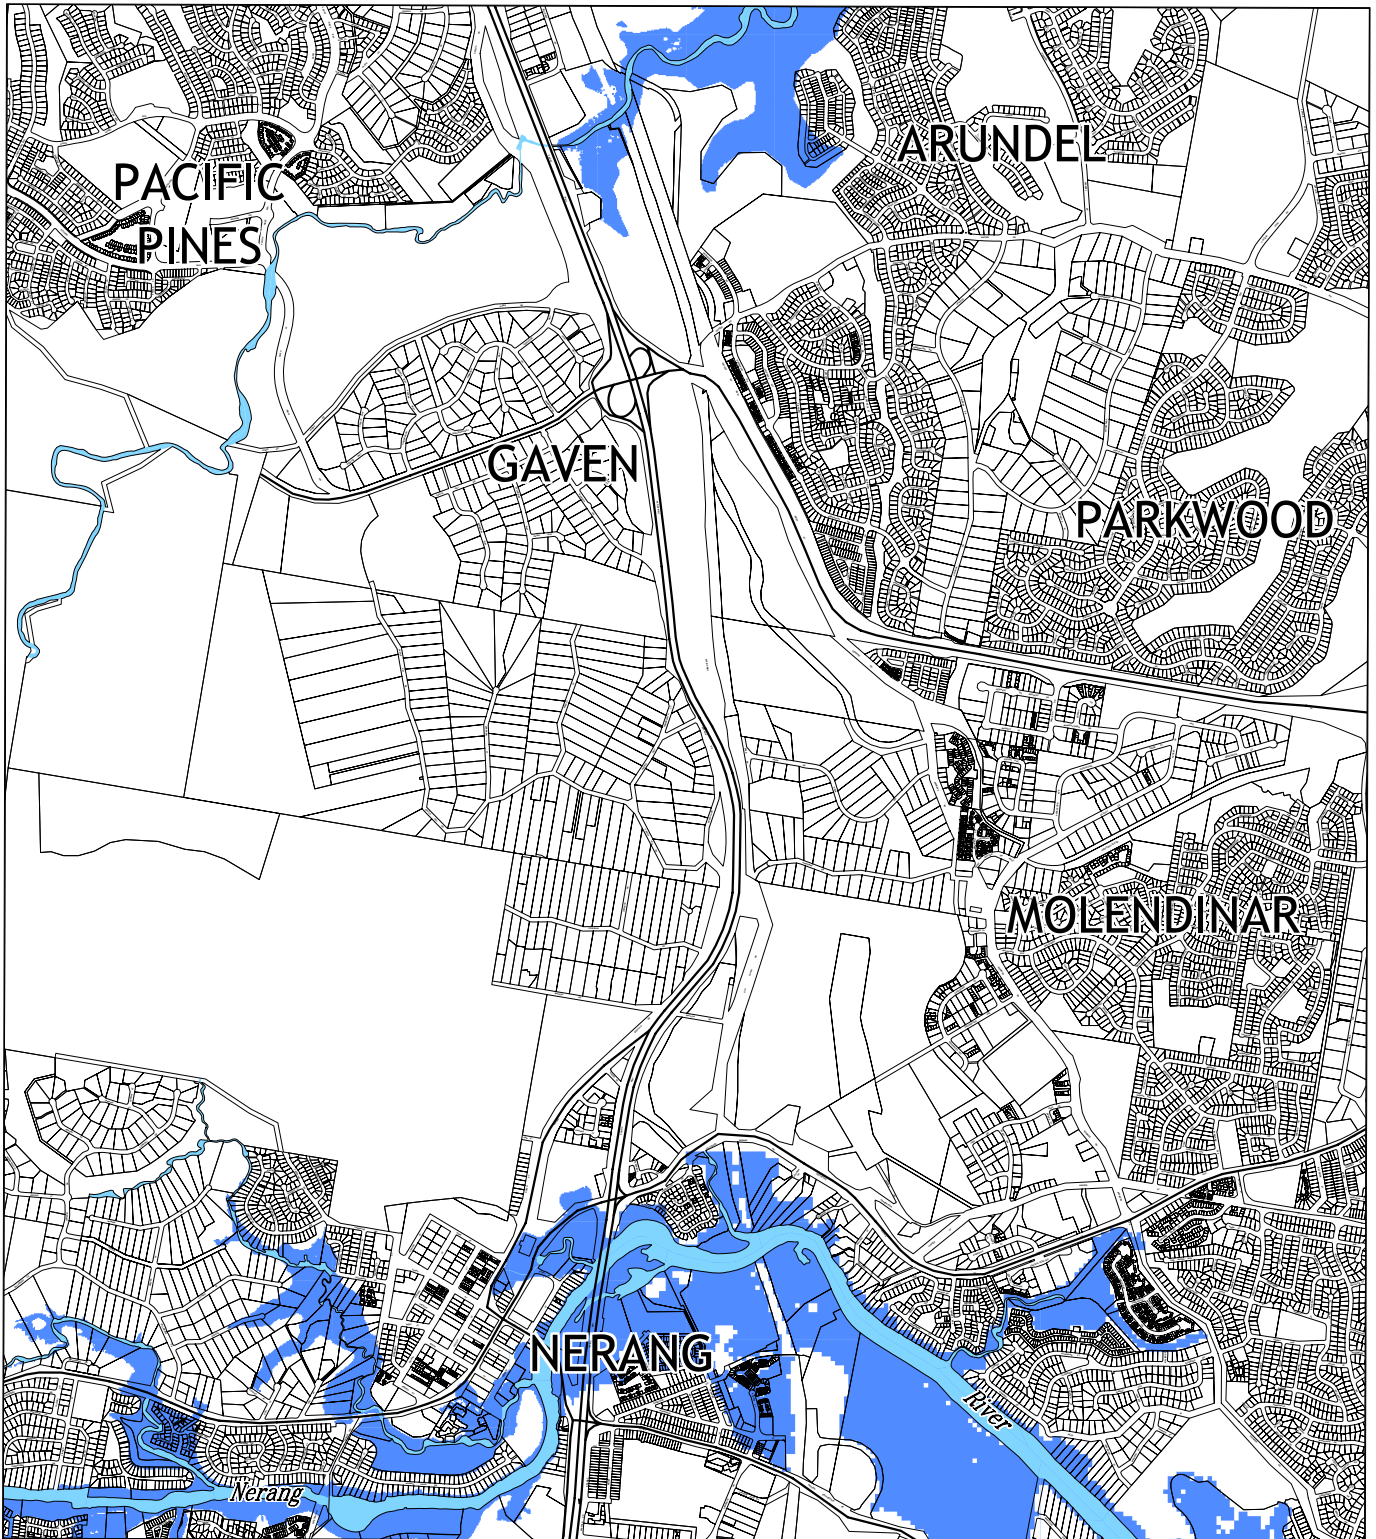 ARUNDEL
PACIFIC
PINES
GAVEN
PARKWOOD
MOLENDINAR
NERANG
River
Nerang